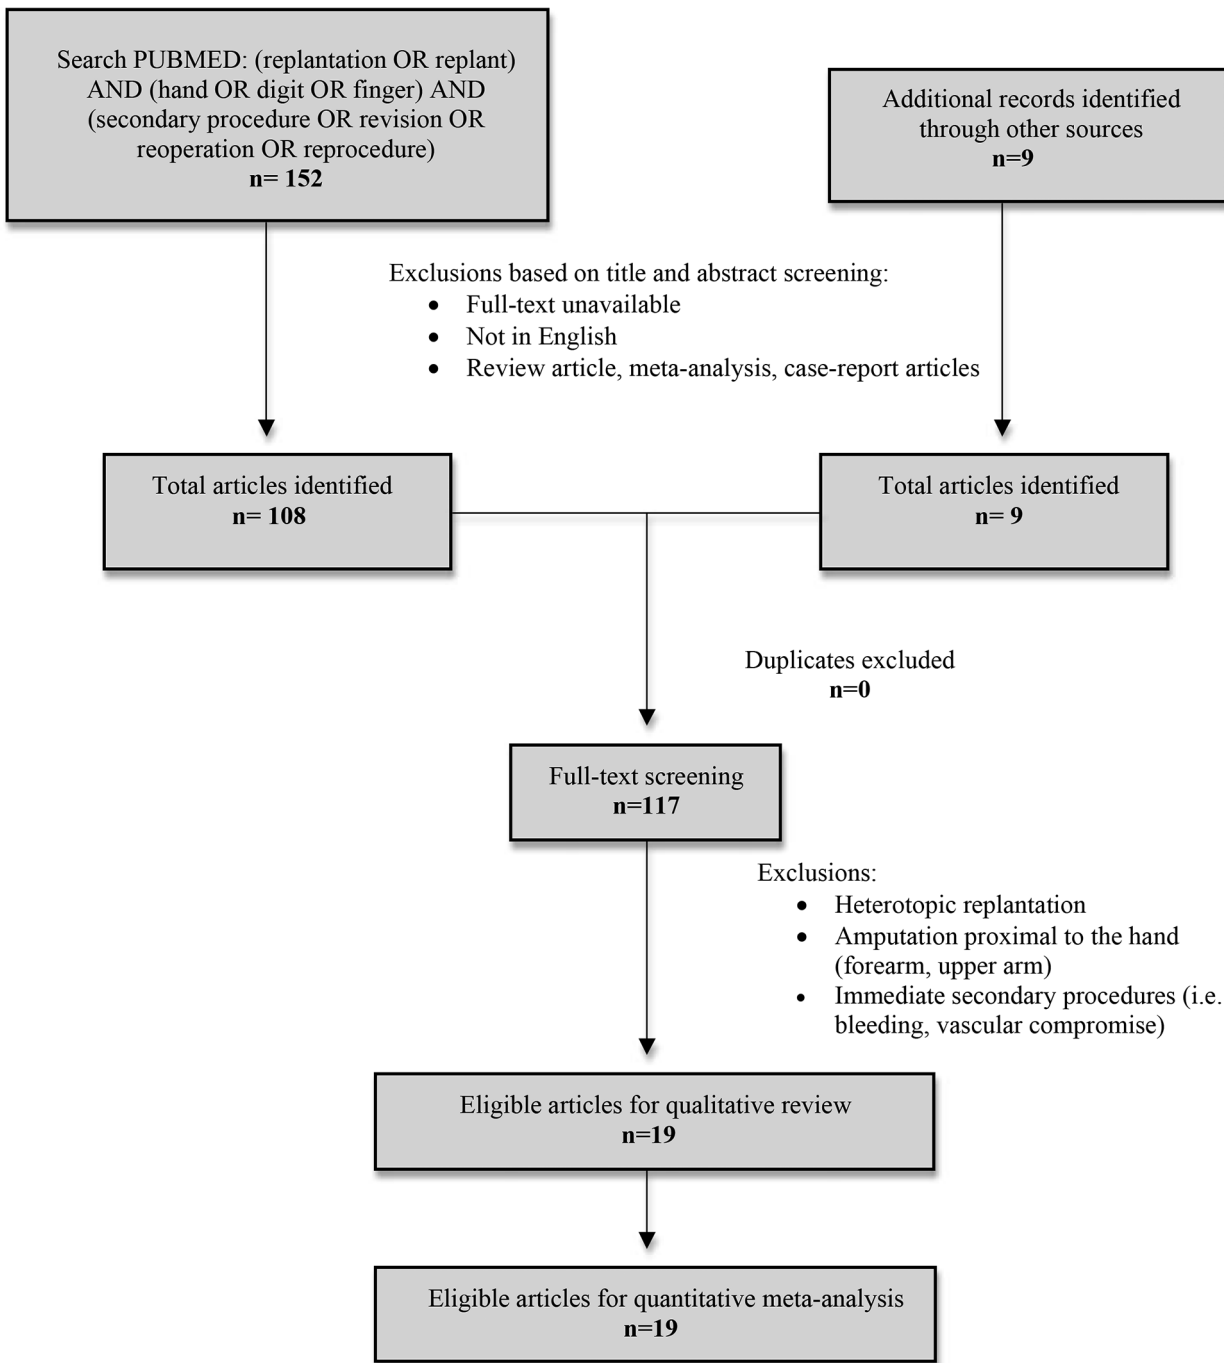 Search PUBMED: (replantation OR replant)
AND (hand OR digit OR finger) AND
(secondary procedure OR revision OR
reoperation OR reprocedure)
n= 152
Additional records identified
through other sources
n=9
Exclusions based on title and abstract screening:
• Full-text unavailable
• Not in English
• Review article, meta-analysis, case-report articles
Total articles identified
n= 108
Total articles identified
n= 9
Duplicates excluded
n=0
Full-text screening
n=117
Exclusions:
• Heterotopic replantation
• Amputation proximal to the hand
(forearm, upper arm)
• Immediate secondary procedures (i.e.
bleeding, vascular compromise)
Eligible articles for qualitative review
n=19
Eligible articles for quantitative meta-analysis
n=19